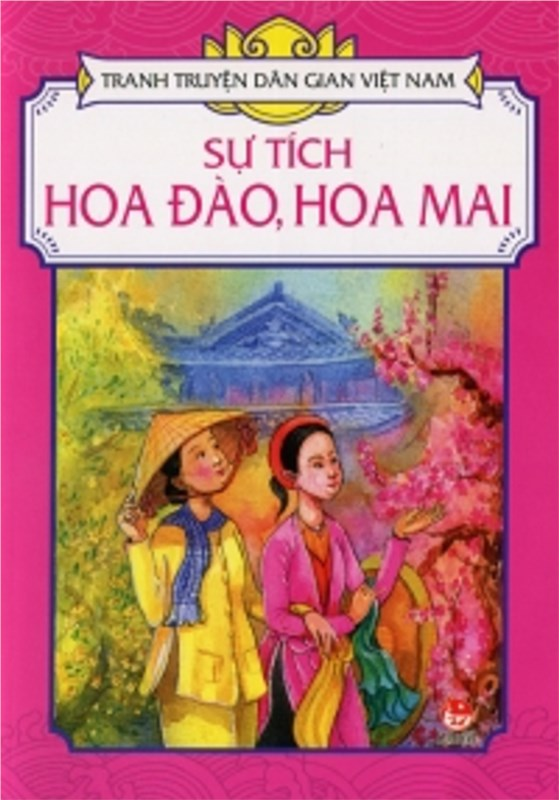 TRANH TRUYỆN DÂN GIAN VIỆT NAM
SỰ TÍCH
HOA ĐÀO, HOA MAI